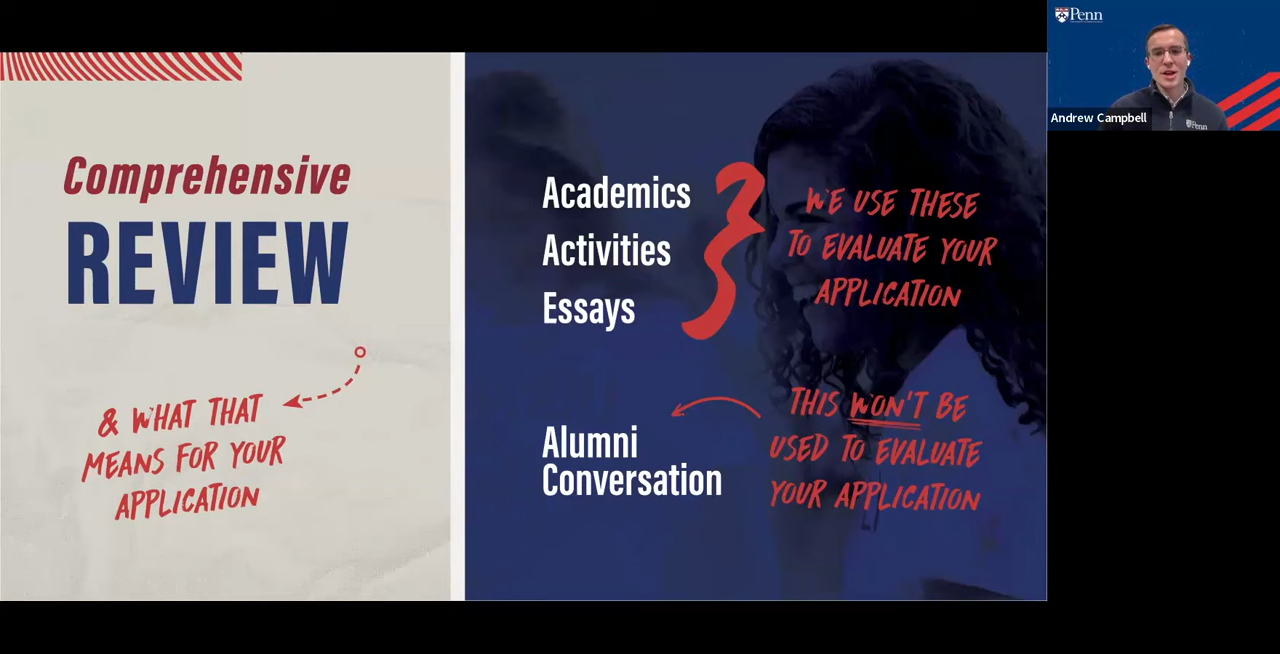 Comprehensive
REVIEW
& WHAT THAT
MEANS FOR YOUR
APPLICATION
Academics
Activities
Essays
WE USE THESE
TO EVALUATE YOUR
APPLICATION
Alumni
Conversation
THIS WON'T BE
USED TO EVALUATE
YOUR APPLICATION
Penn
Penn
Andrew Campbell